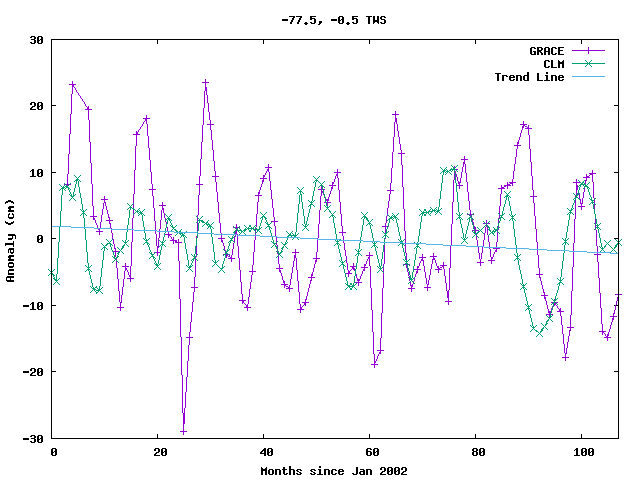 -77.5, -0.5 TWS
GRACE
CLM
Trend Line
Anomaly (cm)
30
20
10
0
-10
-20
-30
0 20 40 60 80 100
Months since Jan 2002